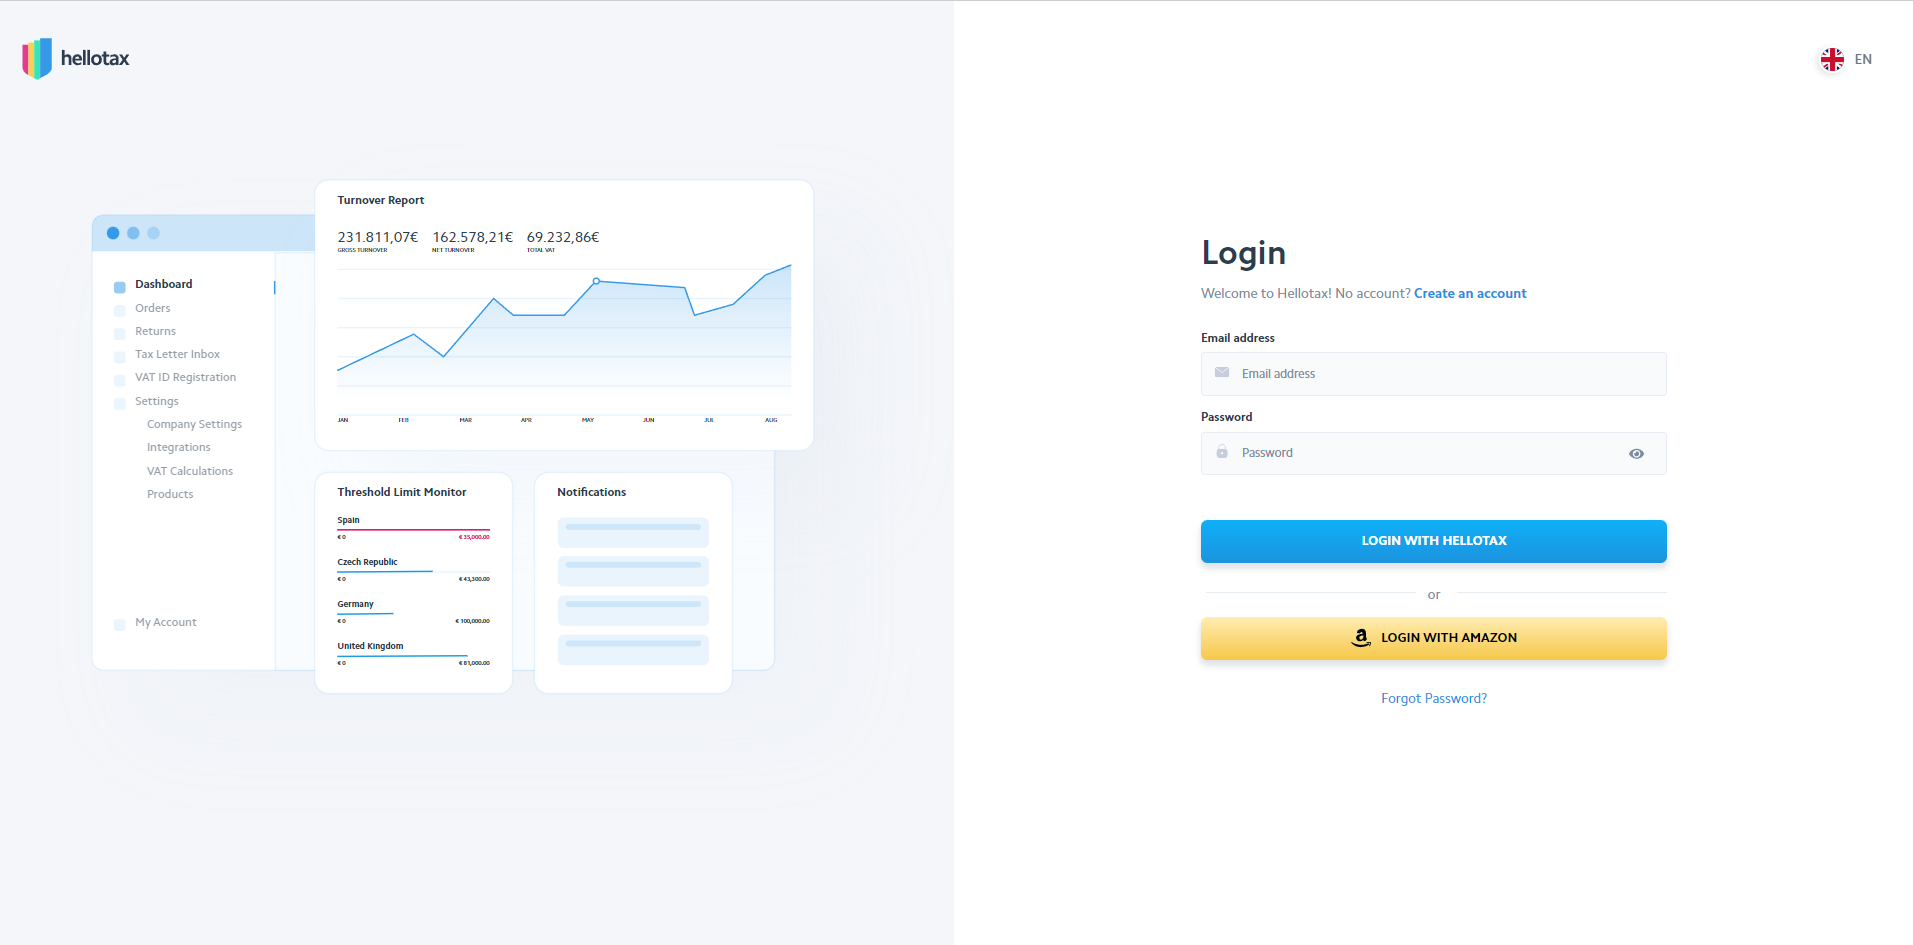 hellotax
EN
Turnover Report
231.811,07€ 162.578,21€ 69.232,86€
GROSS TURNOVER NET TURNOVER TOTAL VAT
JAN FEB MAR APR MAY JUN JUL AUG
Dashboard
Orders
Returns
Tax Letter Inbox
VAT ID Registration
Settings
Company Settings
Integrations
VAT Calculations
Products
My Account
Threshold Limit Monitor
Spain
€ 0 € 35,000.00
Czech Republic
€ 0 € 43,300.00
Germany
€ 0 € 100,000.00
United Kingdom
€ 0 € 81,000.00
Notifications
Login
Welcome to Hellotax! No account? Create an account
Email address
Email address
Password
Password
LOGIN WITH HELLOTAX
or
a LOGIN WITH AMAZON
Forgot Password?